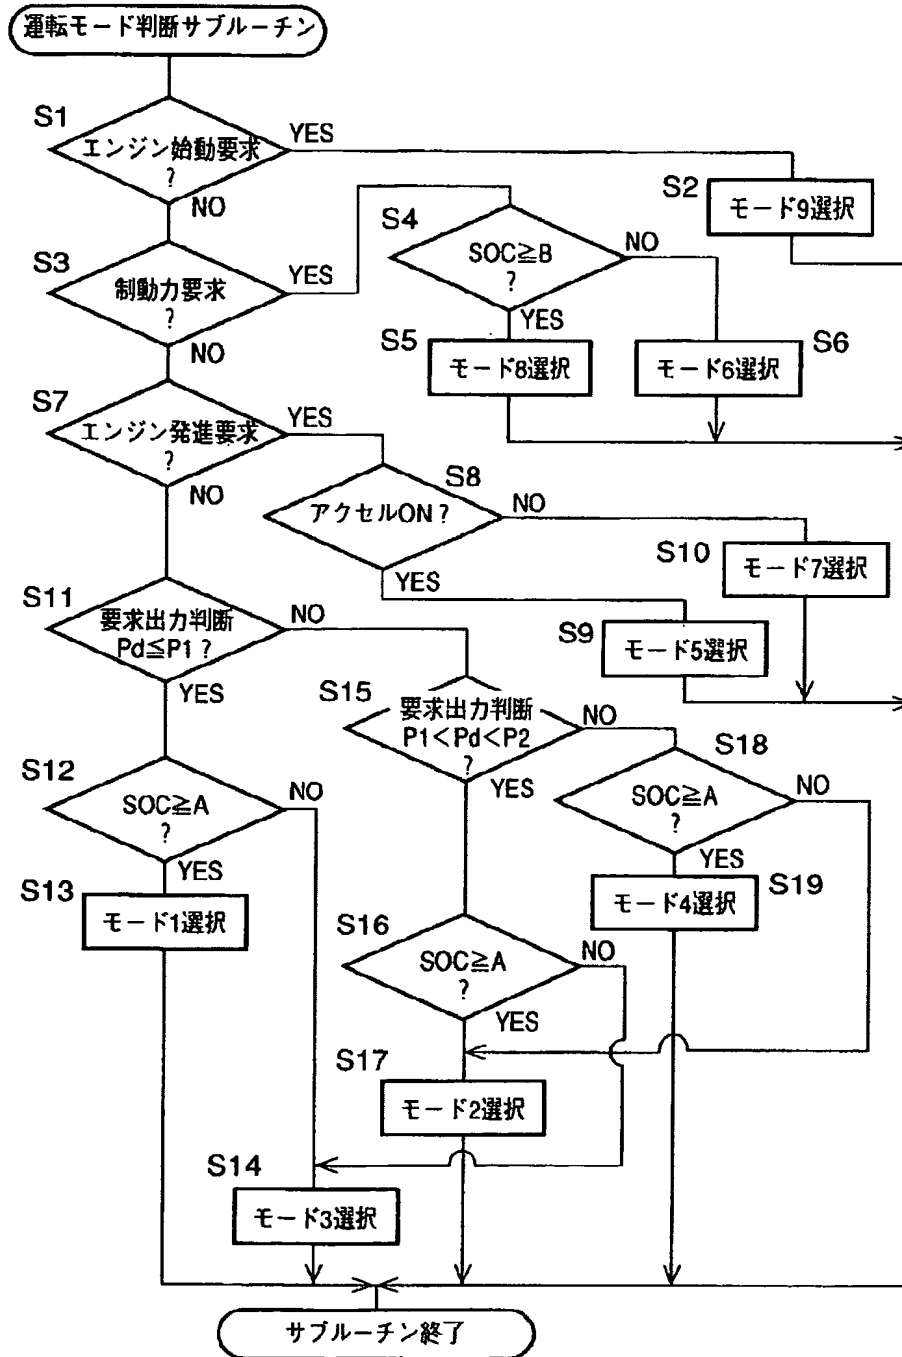 運転モード判断サブルーチン
S1
エンジン始動要求
?
YES
NO
S2
モード9選択
S3
制動力要求
?
YES
NO
S4
SOC≧B
?
NO
YES
S5
モード8選択
S6
モード6選択
S7
エンジン発進要求
?
YES
NO
S8
アクセルON?
NO
YES
S10
モード7選択
S9
モード5選択
S11
要求出力判断
Pd≦P1?
NO
YES
S15
要求出力判断
P1<Pd<P2
?
NO
YES
S12
SOC≧A
?
NO
YES
S13
モード1選択
S18
SOC≧A
?
NO
YES
S19
モード4選択
S16
SOC≧A
?
NO
YES
S17
モード2選択
S14
モード3選択
サブルーチン終了